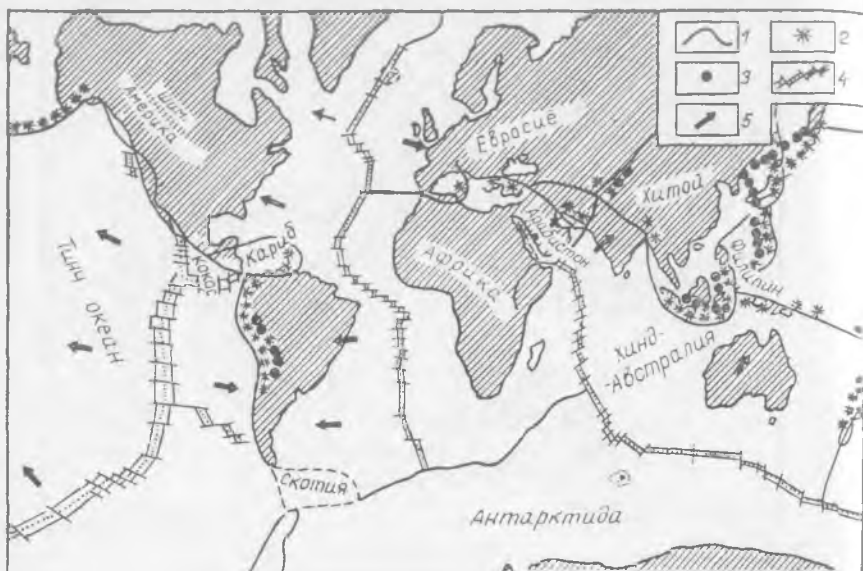 1
2
3
4
5
Шим.
Америка
Евросиё
Хитой
Кариб
Кокос
Африка
Арабистон
Филипин
Тинч океан
Хинд-
-Австралия
Скотия
Антарктида